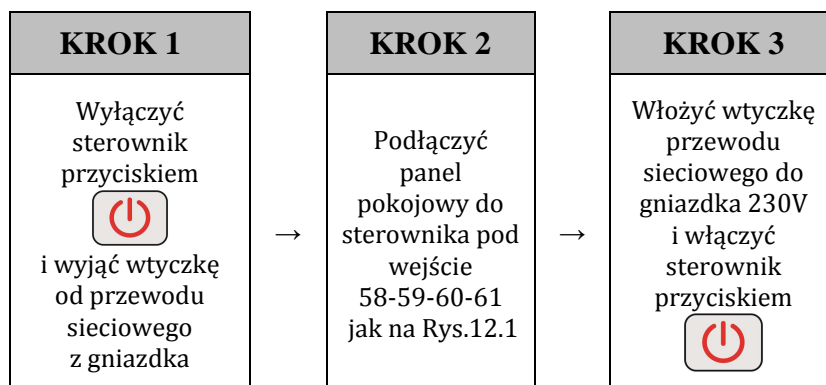 KROK 1
Wyłączyć
sterownik
przyciskiem
i wyjąć wtyczkę
od przewodu
sieciowego
z gniazdka
→
KROK 2
Podłączyć
panel
pokojowy do
sterownika pod
wejście
58-59-60-61
jak na Rys.12.1
→
KROK 3
Włożyć wtyczkę
przewodu
sieciowego do
gniazdka 230V
i włączyć
sterownik
przyciskiem